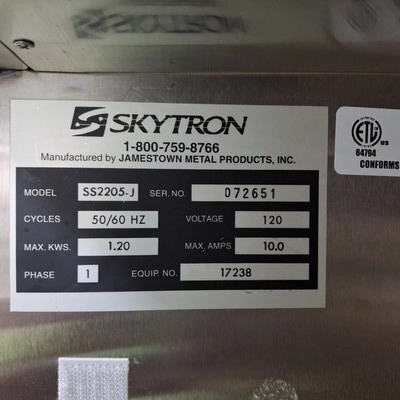 SKYTRON
1-800-759-8766
Manufactured by JAMESTOWN METAL PRODUCTS, INC.
MODEL SS2205-J SER. NO. 072651
CYCLES 50/60 HZ VOLTAGE 120
MAX. KWS. 1.20 MAX. AMPS 10.0
PHASE 1 EQUIP. NO. 17238
ETL US
64794
CONFORMS